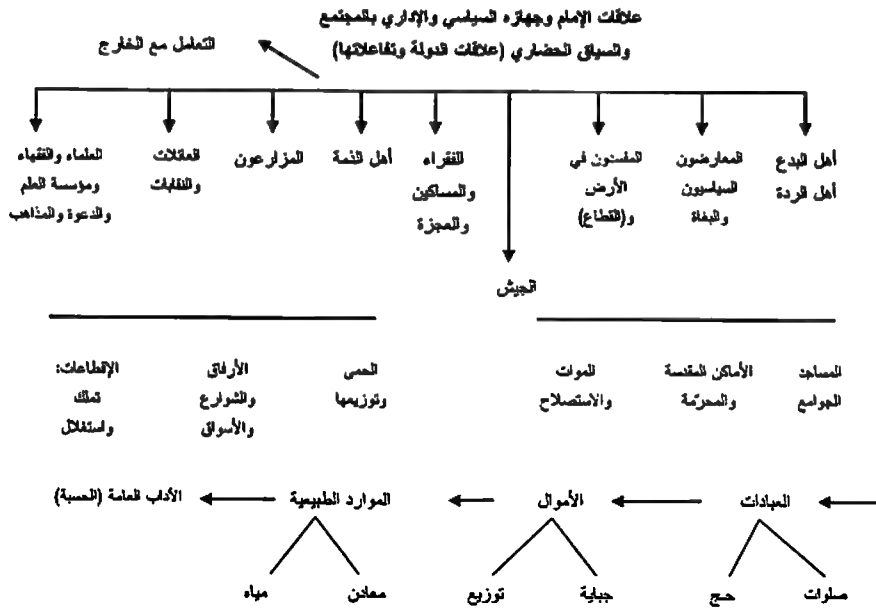 علاقات الإمام وجهازه السياسي والإداري بالمجتمع
والسياق الحضاري (علاقات الدولة وتفاعلاتها)
التعامل مع الخارج
أهل البدع
أهل الردة
المعارضون
السياسيون
والبغاة
المفسدون في
الأرض
و(القطاع)
الجيش
الفقراء
والمساكين
والعجزة
أهل الذمة
المزارعون
العائلات
والنقابات
العلماء والفقهاء
ومؤسسة العلم
والدعوة والمذاهب
المساجد
الجوامع
الأماكن المقدسة
والمحرّمة
الموات
والاستصلاح
الحمى
وتوزيعها
الأرفاق
والشوارع
والأسواق
الإقطاعات:
تملك
واستغلال
العبادات
الأموال
الموارد الطبيعية
الآداب العامة (الحسبة)
صلوات
حج
جباية
توزيع
معادن
مياه